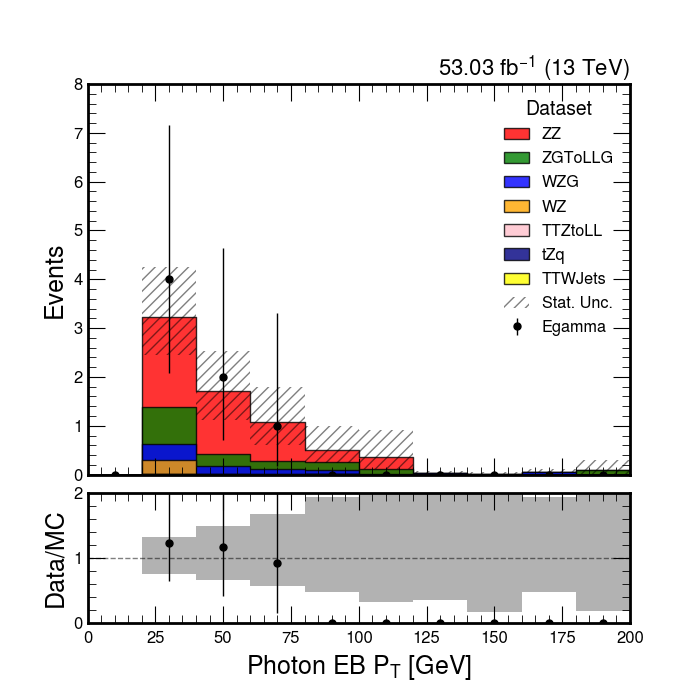 53.03 fb⁻¹ (13 TeV)
8
7
6
5
4
3
2
1
0
Events
Dataset
ZZ
ZGToLLG
WZG
WZ
TTZtoLL
tZq
TTWJets
Stat. Unc.
Egamma
2
1
0
Data/MC
0 25 50 75 100 125 150 175 200
Photon EB P_T [GeV]